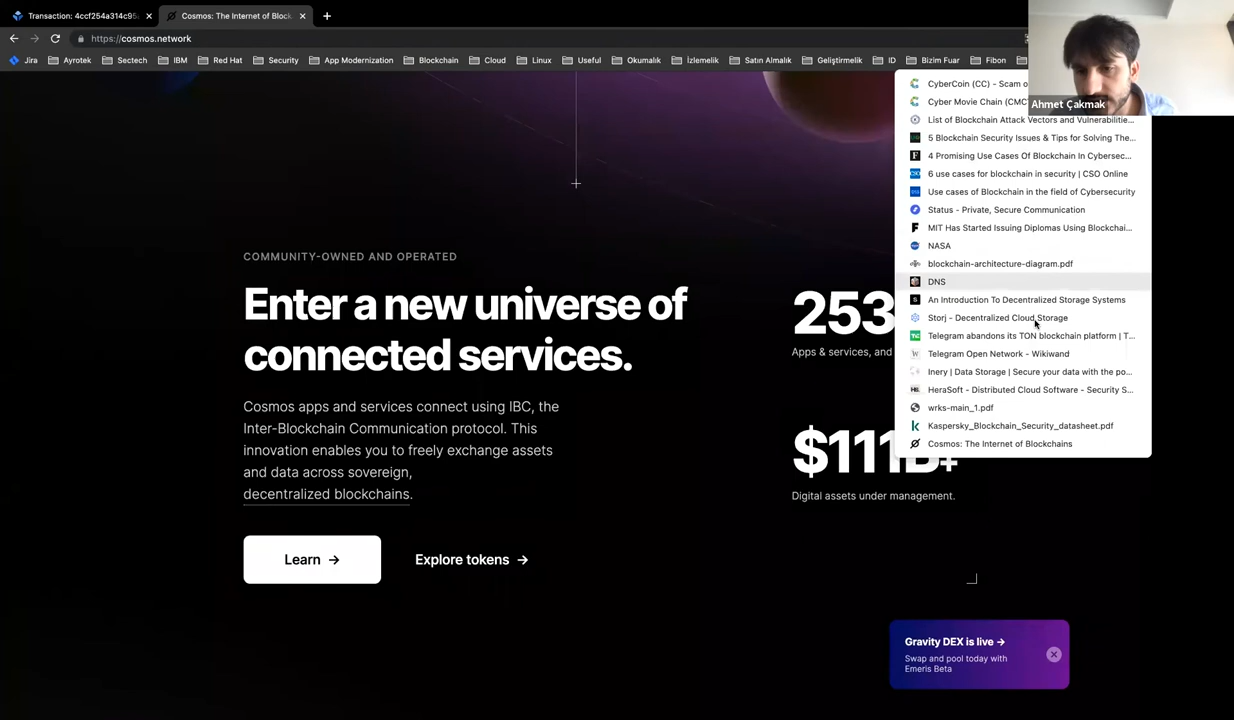 Transaction: 4ccf254a314c95
Cosmos: The Internet of Block
https://cosmos.network
Jira Ayrotek Sectech IBM Red Hat Security App Modernization Blockchain Cloud Linux Useful Okumalık İzlemelik Satın Almalık Geliştirmelik ID Bizim Fuar Fibon
Ahmet Çakmak
CyberCoin (CC) - Scam o
Cyber Movie Chain (CMC
List of Blockchain Attack Vectors and Vulnerabilitie...
5 Blockchain Security Issues & Tips for Solving The...
4 Promising Use Cases Of Blockchain In Cybersec...
6 use cases for blockchain in security | CSO Online
Use cases of Blockchain in the field of Cybersecurity
Status - Private, Secure Communication
MIT Has Started Issuing Diplomas Using Blockchai...
NASA
blockchain-architecture-diagram.pdf
DNS
An Introduction To Decentralized Storage Systems
Storj - Decentralized Cloud Storage
Telegram abandons its TON blockchain platform | T...
Telegram Open Network - Wikiwand
Inery | Data Storage | Secure your data with the po...
HeraSoft - Distributed Cloud Software - Security S...
wrks-main_1.pdf
Kaspersky_Blockchain_Security_datasheet.pdf
Cosmos: The Internet of Blockchains
COMMUNITY-OWNED AND OPERATED
Enter a new universe of
connected services.
Cosmos apps and services connect using IBC, the
Inter-Blockchain Communication protocol. This
innovation enables you to freely exchange assets
and data across sovereign,
decentralized blockchains.
Learn →
Explore tokens →
253
Apps & services, and
$111B+
Digital assets under management.
Gravity DEX is live →
Swap and pool today with
Emeris Beta